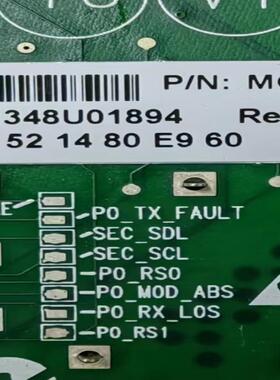 P/N:
348U01894
52 14 80 E9 60
P0_TX_FAULT
SEC_SDL
SEC_SCL
P0_RS0
P0_MOD_ABS
P0_RX_LOS
P0_RS1